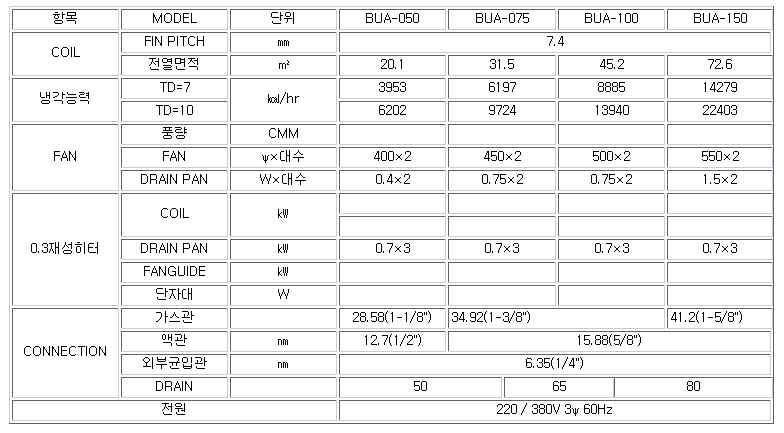 항목 MODEL 단위 BUA-050 BUA-075 BUA-100 BUA-150
COIL FIN PITCH ㎜ 7.4
전열면적 ㎡ 20.1 31.5 45.2 72.6
냉각능력 TD=7 ㎉/hr 3953 6197 8885 14279
TD=10 6202 9724 13940 22403
FAN 풍량 CMM
FAN ψ×대수 400×2 450×2 500×2 550×2
DRAIN PAN W×대수 0.4×2 0.75×2 0.75×2 1.5×2
0.3재성히터 COIL ㎾
DRAIN PAN ㎾ 0.7×3 0.7×3 0.7×3 0.7×3
FANGUIDE ㎾
단자대 W
CONNECTION 가스관 28.58(1-1/8") 34.92(1-3/8") 41.2(1-5/8")
액관 ㎚ 12.7(1/2") 15.88(5/8")
외부균입관 ㎚ 6.35(1/4")
DRAIN 50 65 80
전원 220 / 380V 3ψ 60Hz